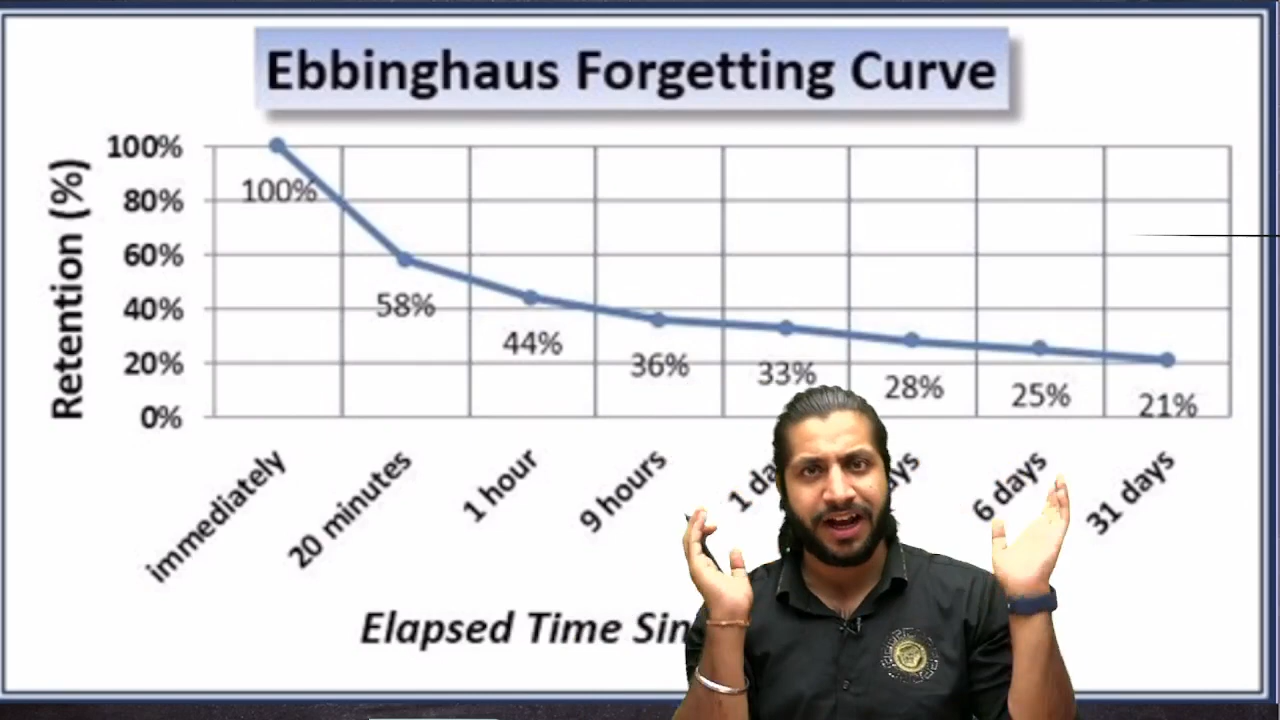 Ebbinghaus Forgetting Curve
Retention (%)
100%
80%
60%
40%
20%
0%
100%
58%
44%
36%
33%
28%
25%
21%
immediately
20 minutes
1 hour
9 hours
1
6 days
31 days
Elapsed Time